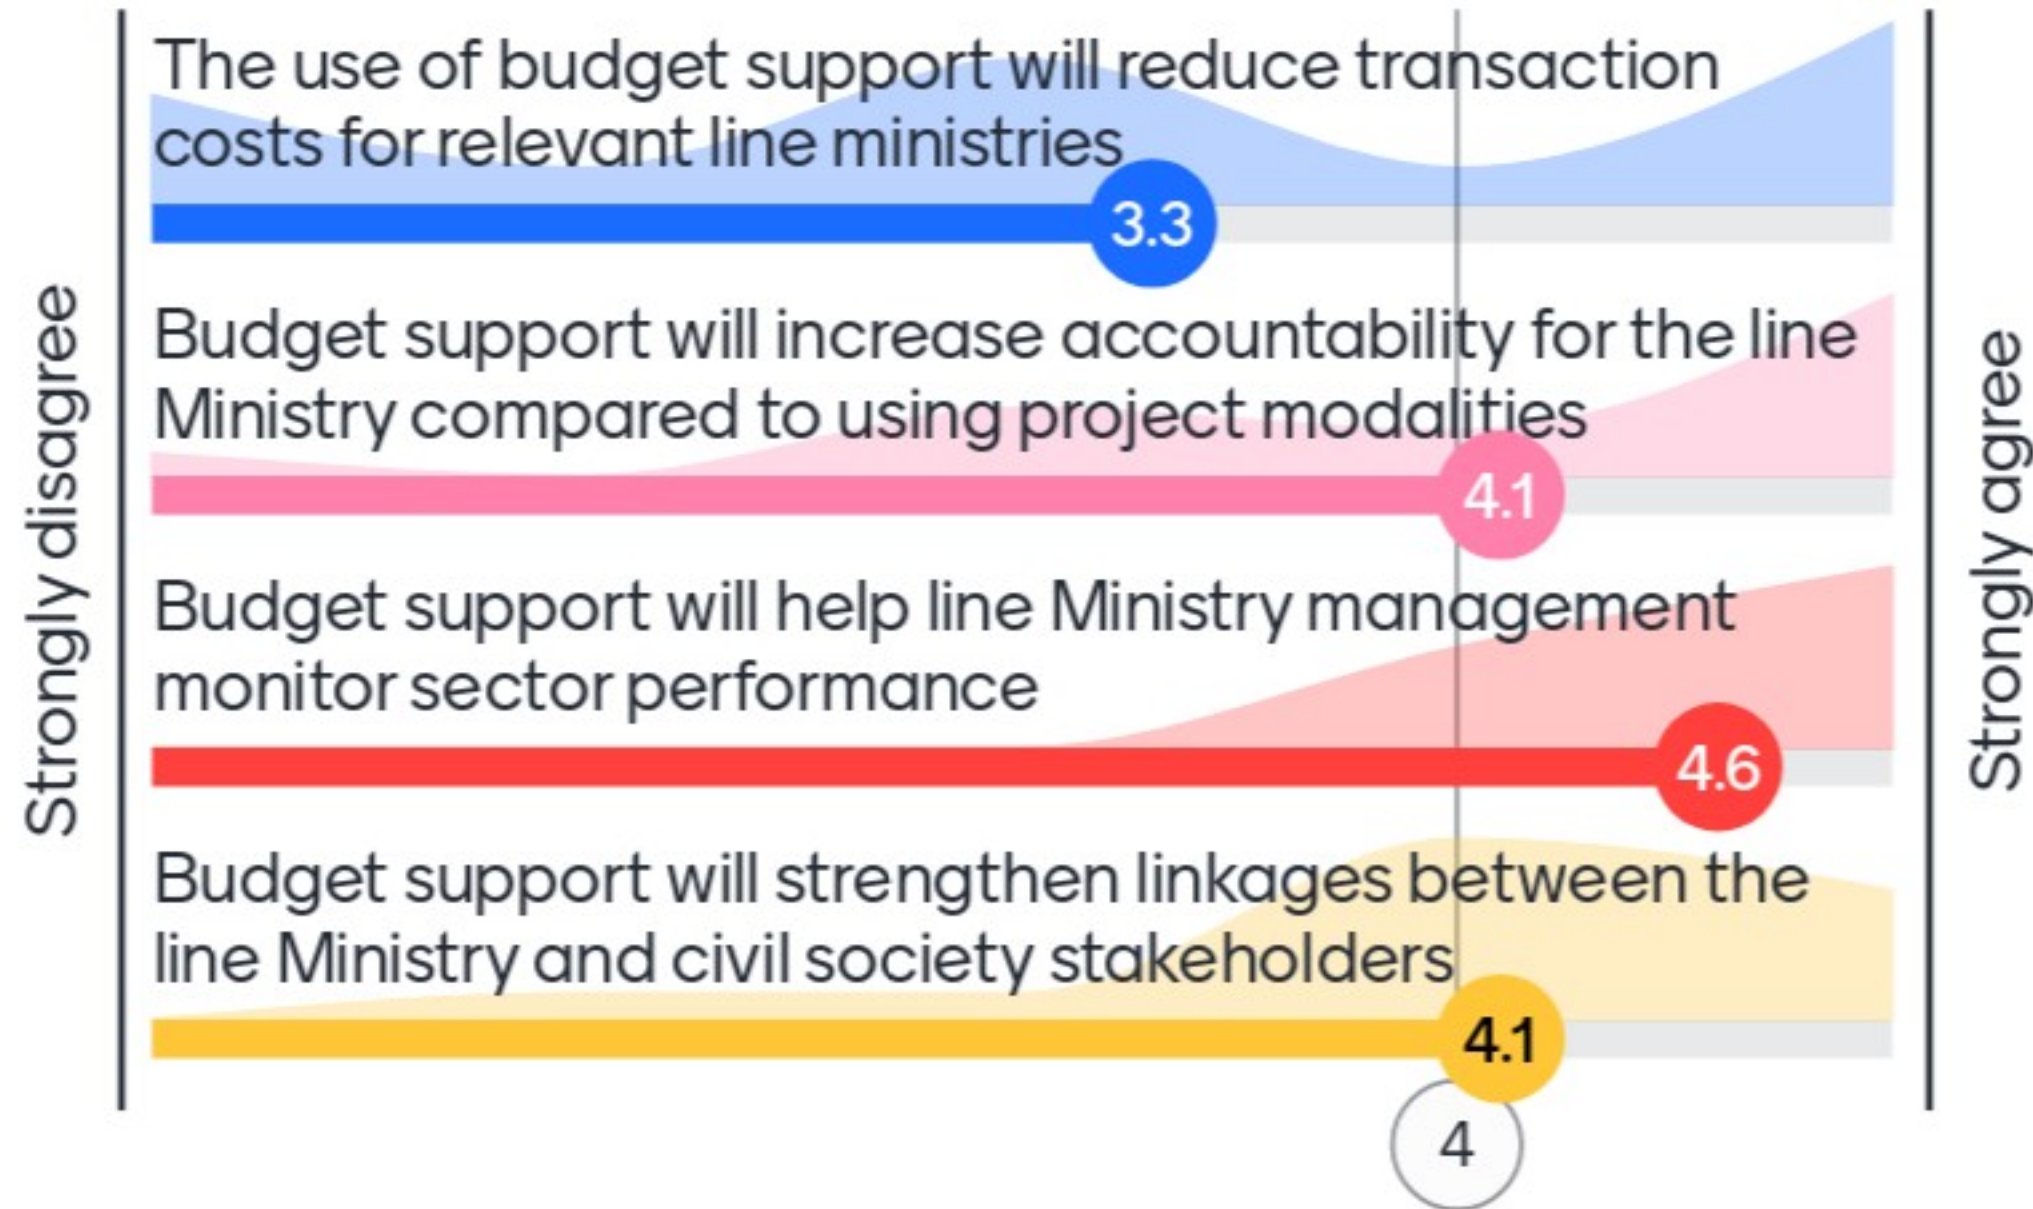 The use of budget support will reduce transaction
costs for relevant line ministries
3.3
Strongly disagree
Budget support will increase accountability for the line
Ministry compared to using project modalities
4.1
Budget support will help line Ministry management
monitor sector performance
4.6
Strongly agree
Budget support will strengthen linkages between the
line Ministry and civil society stakeholders
4.1
4